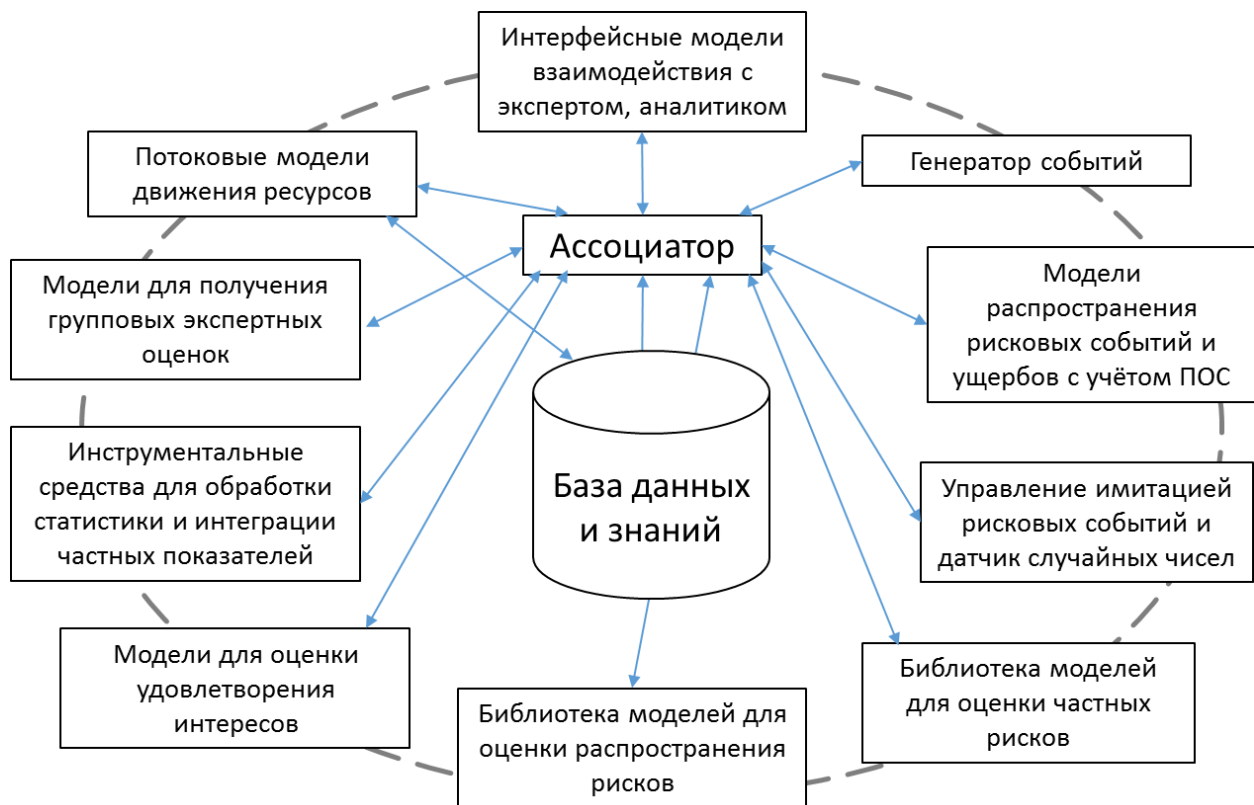 Интерфейсные модели
взаимодействия с
экспертом, аналитиком
Потоковые модели
движения ресурсов
Генератор событий
Ассоциатор
Модели для получения
групповых экспертных
оценок
Модели
распространения
рисковых событий и
ущербов с учётом ПОС
База данных
и знаний
Инструментальные
средства для обработки
статистики и интеграции
частных показателей
Управление имитацией
рисковых событий и
датчик случайных чисел
Модели для оценки
удовлетворения
интересов
Библиотека моделей для
оценки распространения
рисков
Библиотека моделей
для оценки частных
рисков